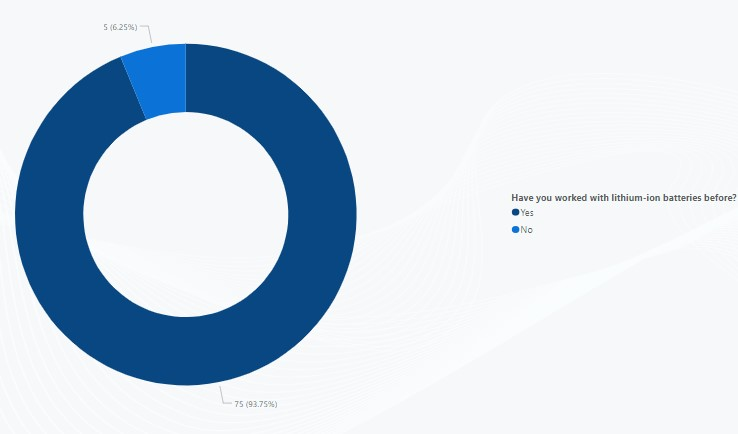 5 (6.25%)
Have you worked with lithium-ion batteries before?
Yes
No
75 (93.75%)